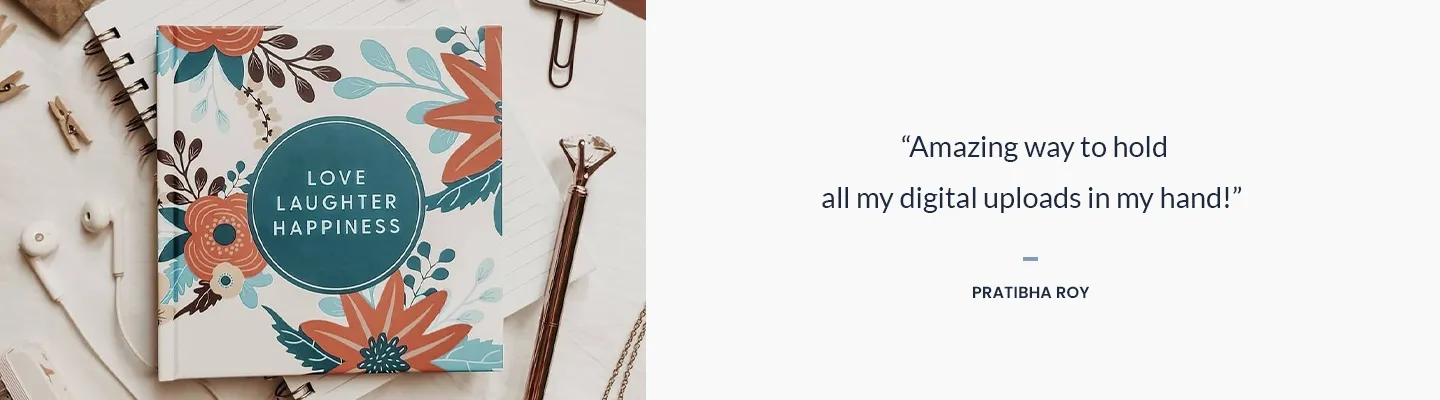 LOVE
LAUGHTER
HAPPINESS
“Amazing way to hold
all my digital uploads in my hand!”
PRATIBHA ROY